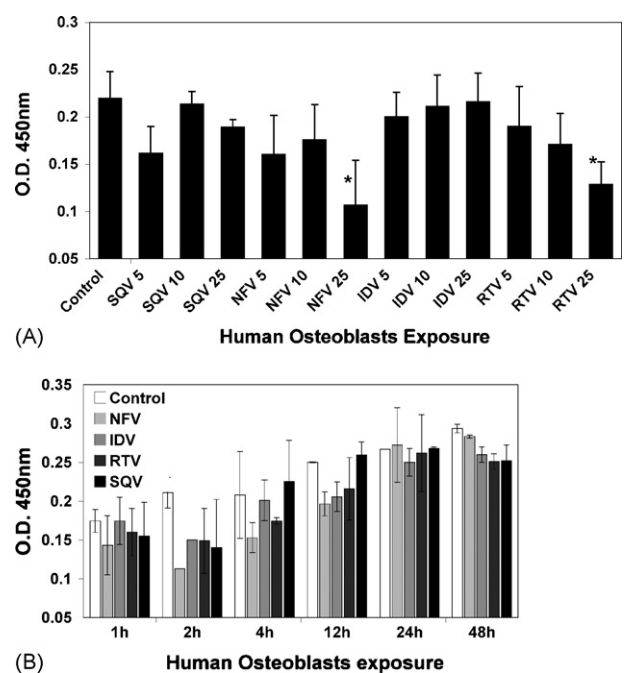 0.3
0.25
0.2
0.15
0.1
0.05
O.D. 450nm
*
*
Control
SQV 5
SQV 10
SQV 25
NFV 5
NFV 10
NFV 25
IDV 5
IDV 10
IDV 25
RTV 5
RTV 10
RTV 25
(A)
Human Osteoblasts Exposure
0.35
0.3
0.25
0.2
0.15
0.1
0.05
O.D. 450nm
Control
NFV
IDV
RTV
SQV
1h
2h
4h
12h
24h
48h
(B)
Human Osteoblasts exposure